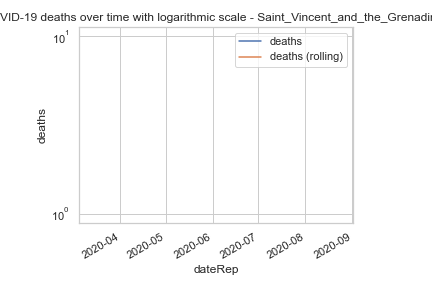 VID-19 deaths over time with logarithmic scale - Saint_Vincent_and_the_Grenadin
deaths
deaths (rolling)
10¹
deaths
10⁰
2020-04
2020-05
2020-06
2020-07
2020-08
2020-09
dateRep